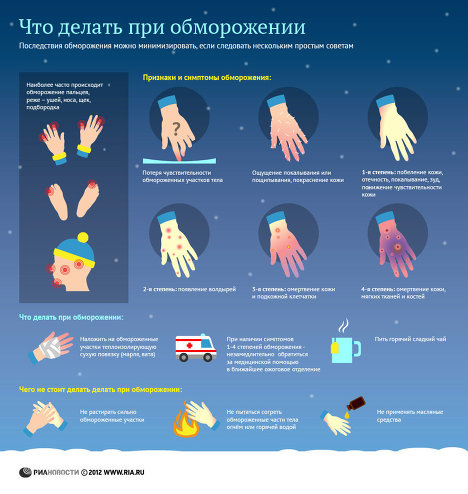 Что делать при обморожении
Последствия обморожения можно минимизировать, если следовать нескольким простым советам
Наиболее часто происходит
обморожение пальцев,
реже – ушей, носа, щек,
подбородка
Признаки и симптомы обморожения:
?
Потеря чувствительности
обмороженных участков тела
Ощущение покалывания или
пощипывания, покраснение кожи
1-я степень: побеление кожи,
отечность, покалывание, зуд,
понижение чувствительности
кожи
2-я степень: появление волдырей
3-я степень: омертвение кожи
и подкожной клетчатки
4-я степень: омертвение кожи,
мягких тканей и костей
Что делать при обморожении:
Наложить на обмороженные
участки теплоизолирующую
сухую повязку (марля, вата)
При наличии симптомов
1-4 степеней обморожения -
незамедлительно обратиться
за медицинской помощью
в ближайшее ожоговое отделение
Пить горячий сладкий чай
Чего не стоит делать делать при обморожении:
Не растирать сильно
обмороженные участки
Не пытаться согреть
обмороженные части тела
огнём или горячей водой
Не применять масляные
средства
РИАНОВОСТИ © 2012 WWW.RIA.RU